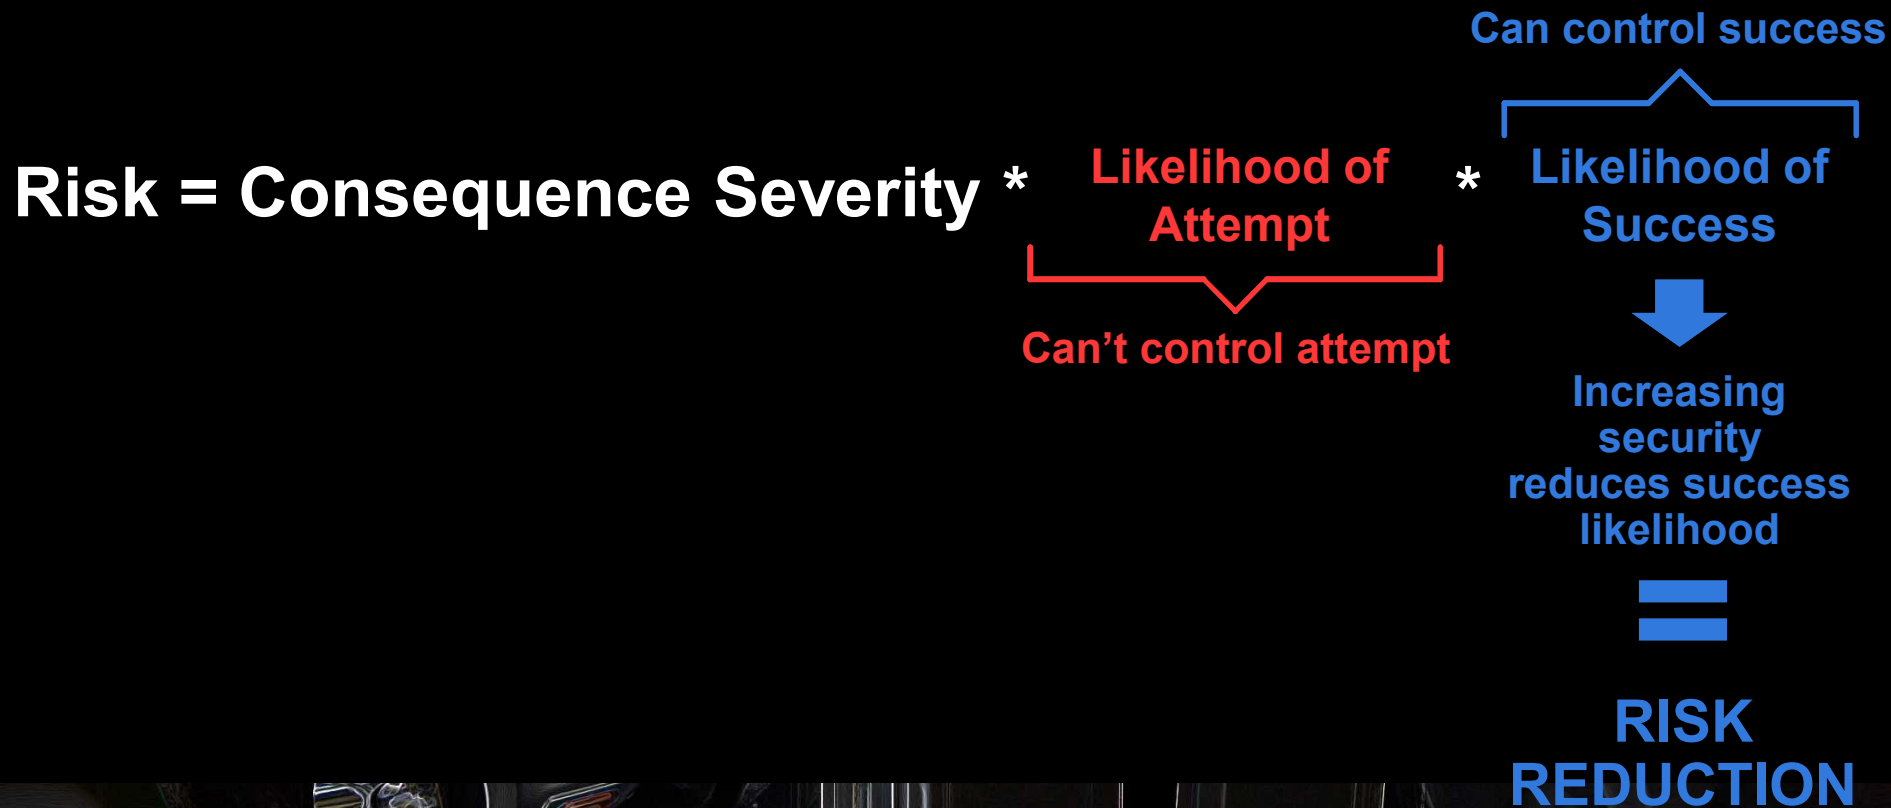 Can control success
Risk = Consequence Severity * Likelihood of * Likelihood of
Attempt Success
Can't control attempt
Increasing
security
reduces success
likelihood
=
RISK
REDUCTION